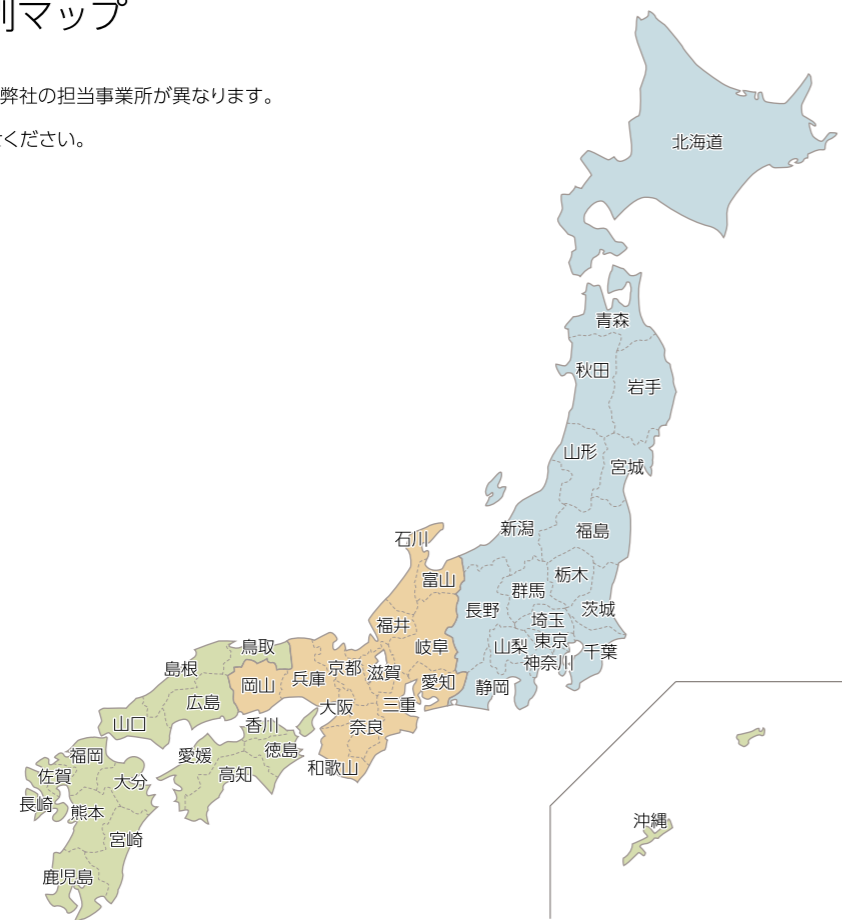 別マップ
弊社の担当事業所が異なります。
ください。
北海道
青森
秋田
岩手
山形
宮城
新潟
福島
石川
富山
栃木
群馬
長野
茨城
埼玉
福井
岐阜
山梨
東京
千葉
神奈川
鳥取
島根
京都
滋賀
兵庫
岡山
愛知
静岡
広島
大阪
三重
山口
香川
奈良
福岡
愛媛
徳島
和歌山
佐賀
大分
高知
長崎
熊本
宮崎
鹿児島
沖縄